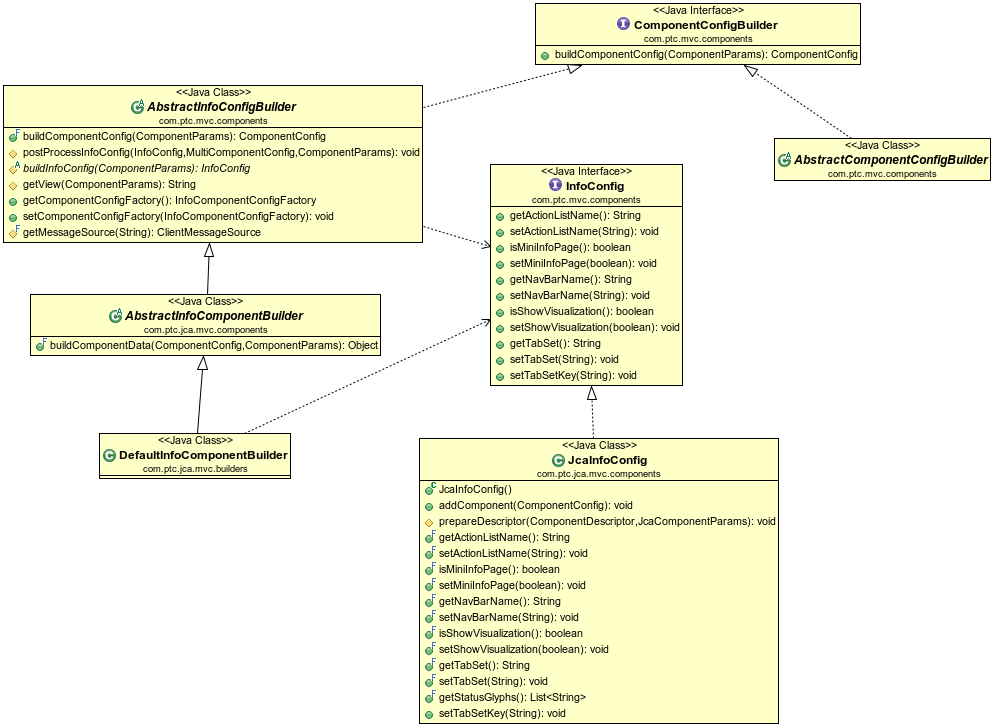 <<Java Interface>>
ComponentConfigBuilder
com.ptc.mvc.components
buildComponentConfig(ComponentParams): ComponentConfig
<<Java Class>>
AbstractInfoConfigBuilder
com.ptc.mvc.components
buildComponentConfig(ComponentParams): ComponentConfig
postProcessInfoConfig(InfoConfig,MultiComponentConfig,ComponentParams): void
buildInfoConfig(ComponentParams): InfoConfig
getView(ComponentParams): String
getComponentConfigFactory(): InfoComponentConfigFactory
setComponentConfigFactory(InfoComponentConfigFactory): void
getMessageSource(String): ClientMessageSource
<<Java Class>>
AbstractComponentConfigBuilder
com.ptc.mvc.components
<<Java Interface>>
InfoConfig
com.ptc.mvc.components
getActionListName(): String
setActionListName(String): void
isMiniInfoPage(): boolean
setMiniInfoPage(boolean): void
getNavBarName(): String
setNavBarName(String): void
isShowVisualization(): boolean
setShowVisualization(boolean): void
getTabSet(): String
setTabSet(String): void
setTabSetKey(String): void
<<Java Class>>
AbstractInfoComponentBuilder
com.ptc.jca.mvc.components
buildComponentData(ComponentConfig,ComponentParams): Object
<<Java Class>>
DefaultInfoComponentBuilder
com.ptc.jca.mvc.builders
<<Java Class>>
JcaInfoConfig
com.ptc.jca.mvc.components
JcaInfoConfig()
addComponent(ComponentConfig): void
prepareDescriptor(ComponentDescriptor,JcaComponentParams): void
getActionListName(): String
setActionListName(String): void
isMiniInfoPage(): boolean
setMiniInfoPage(boolean): void
getNavBarName(): String
setNavBarName(String): void
isShowVisualization(): boolean
setShowVisualization(boolean): void
getTabSet(): String
setTabSet(String): void
getStatusGlyphs(): List<String>
setTabSetKey(String): void